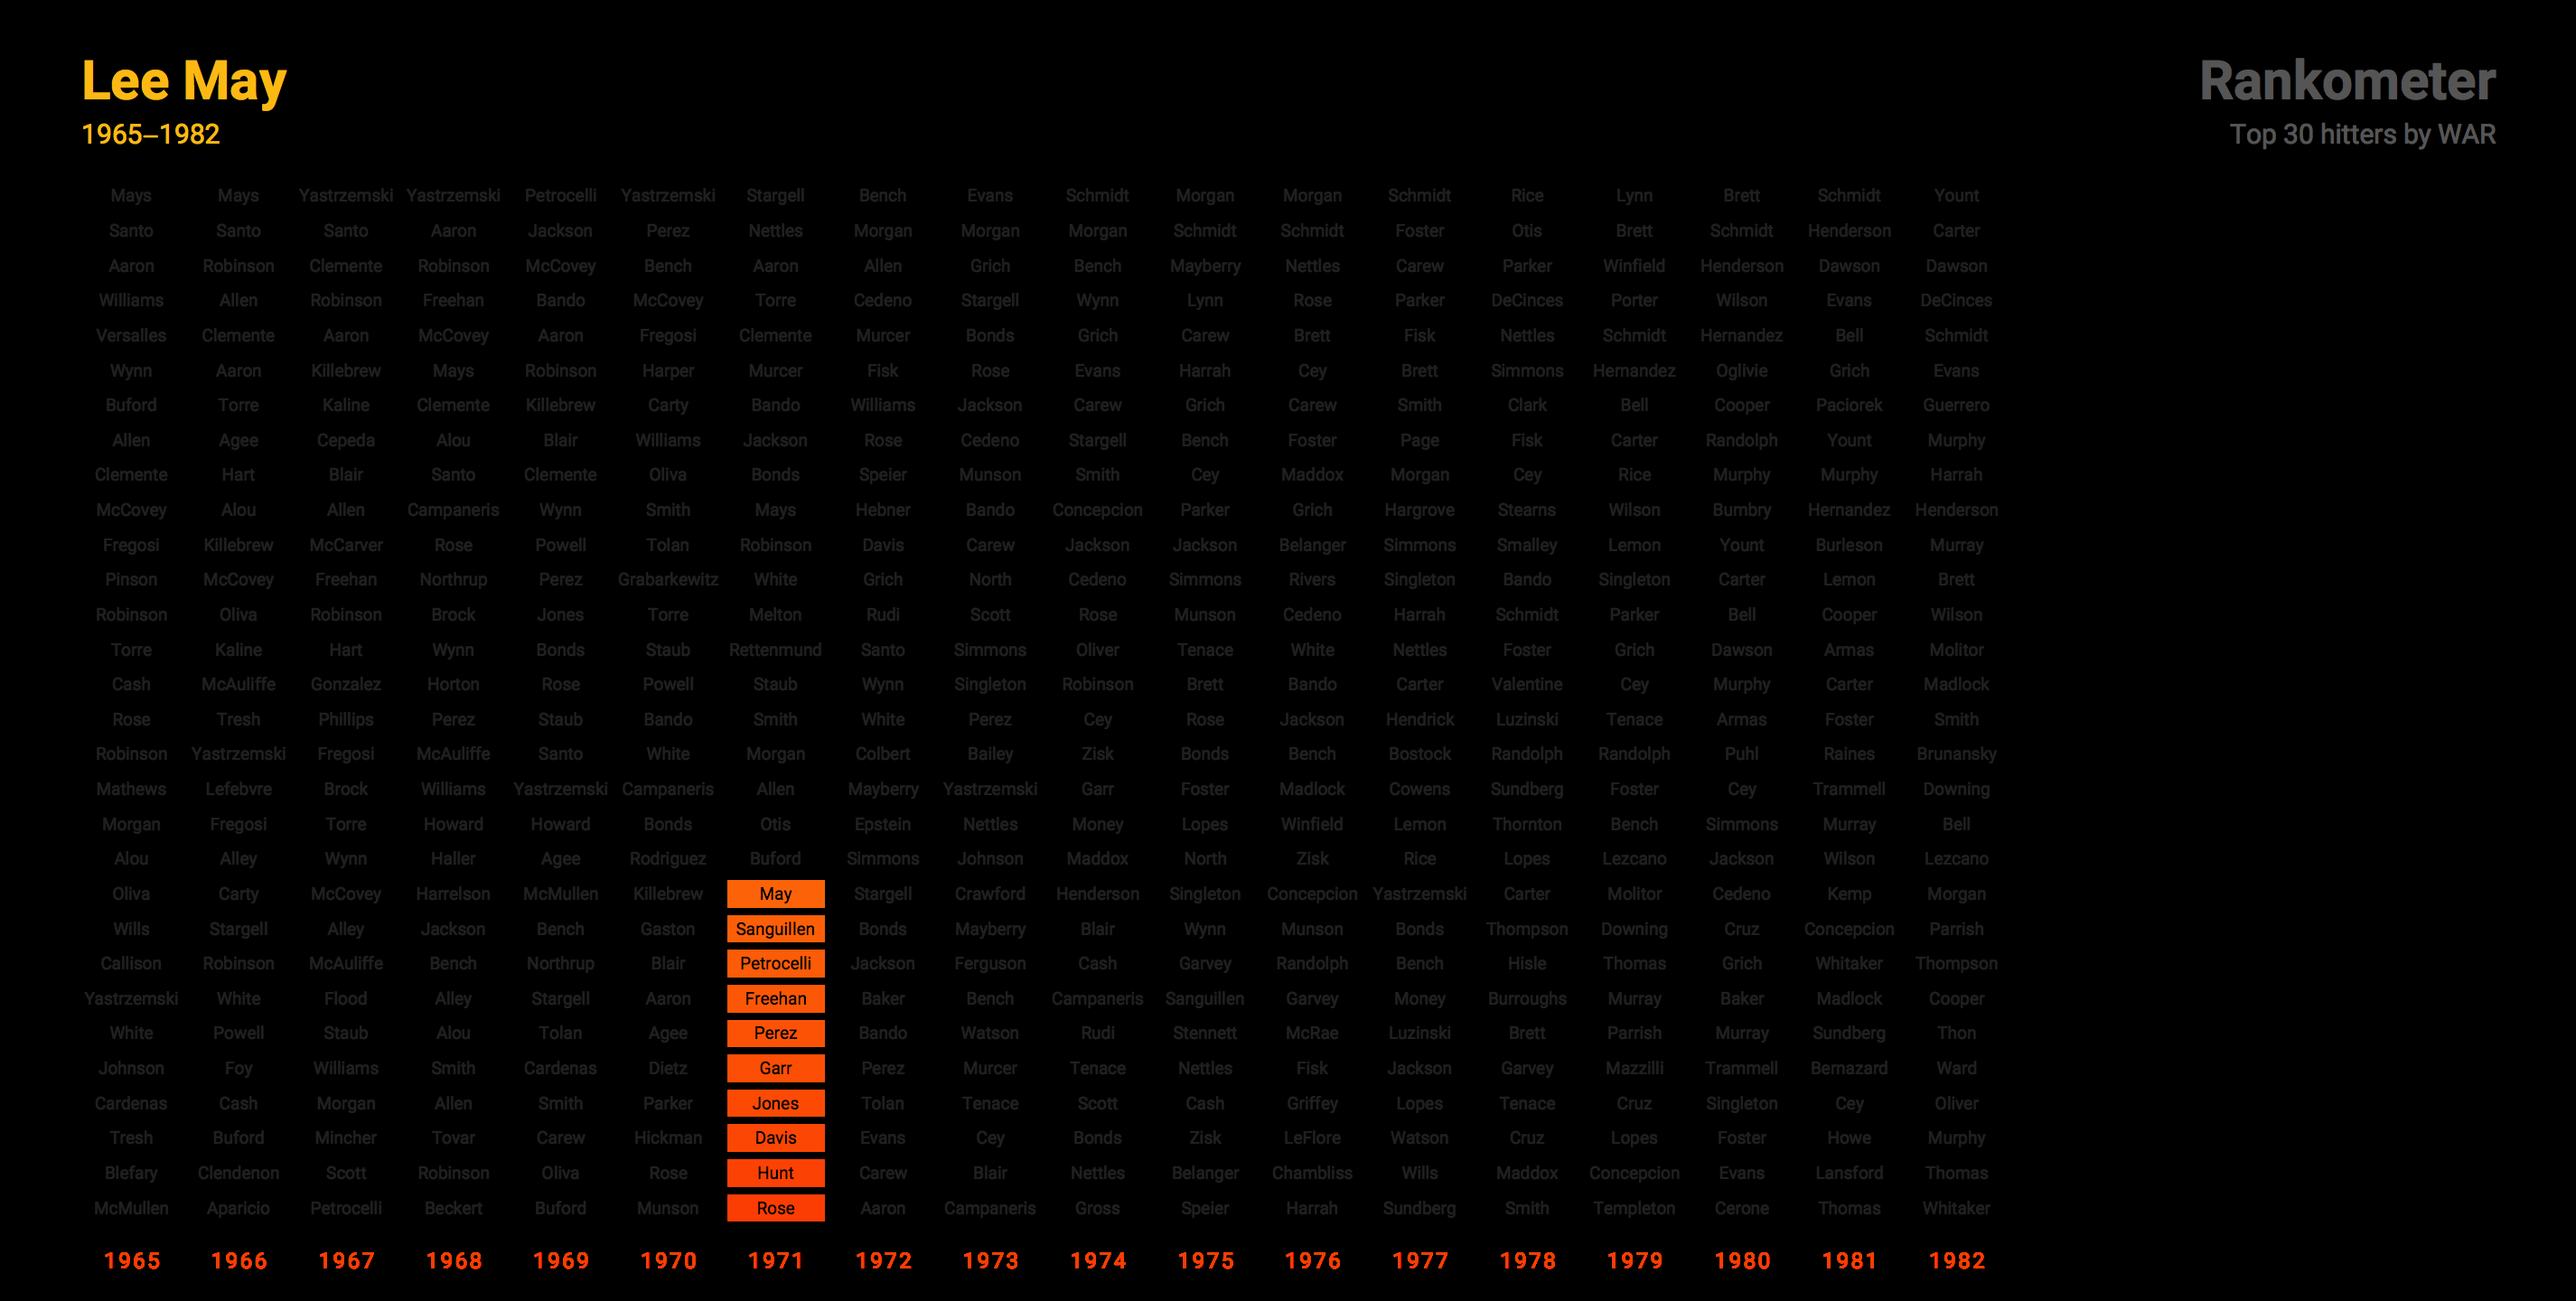 Lee May
1965–1982
Rankometer
Top 30 hitters by WAR
Mays Mays Yastrzemski Yastrzemski Petrocelli Yastrzemski Stargell Bench Evans Schmidt Morgan Morgan Schmidt Rice Lynn Brett Schmidt Yount
Santo Santo Santo Aaron Jackson Perez Nettles Morgan Morgan Morgan Schmidt Schmidt Foster Otis Brett Schmidt Henderson Carter
Aaron Robinson Clemente Robinson McCovey Bench Aaron Allen Grich Bench Mayberry Nettles Carew Parker Winfield Henderson Dawson Dawson
Williams Allen Robinson Freehan Bando McCovey Torre Cedeno Stargell Wynn Lynn Rose Parker DeCinces Porter Wilson Evans DeCinces
Versalles Clemente Aaron McCovey Aaron Fregosi Clemente Murcer Bonds Grich Carew Brett Fisk Nettles Schmidt Hernandez Bell Schmidt
Wynn Aaron Killebrew Mays Robinson Harper Murcer Fisk Rose Evans Harrah Cey Brett Simmons Hernandez Oglivie Grich Evans
Buford Torre Kaline Clemente Killebrew Carty Bando Williams Jackson Carew Grich Carew Smith Clark Bell Cooper Paciorek Guerrero
Allen Agee Cepeda Alou Blair Williams Jackson Rose Cedeno Stargell Bench Foster Page Fisk Carter Randolph Yount Murphy
Clemente Hart Blair Santo Clemente Oliva Bonds Speier Munson Smith Cey Maddox Morgan Cey Rice Murphy Murphy Harrah
McCovey Alou Allen Campaneris Wynn Smith Mays Hebner Bando Concepcion Parker Grich Hargrove Stearns Wilson Bumbry Hernandez Henderson
Fregosi Killebrew McCarver Rose Powell Tolan Robinson Davis Carew Jackson Jackson Belanger Simmons Smalley Lemon Yount Burleson Murray
Pinson McCovey Freehan Northrup Perez Grabarkewitz White Grich North Cedeno Simmons Rivers Singleton Bando Singleton Carter Lemon Brett
Robinson Oliva Robinson Brock Jones Torre Melton Rudi Scott Rose Munson Cedeno Harrah Schmidt Parker Bell Cooper Wilson
Torre Kaline Hart Wynn Bonds Staub Rettenmund Santo Simmons Oliver Tenace White Nettles Foster Grich Dawson Armas Molitor
Cash McAuliffe Gonzalez Horton Rose Powell Staub Wynn Singleton Robinson Brett Bando Carter Valentine Cey Murphy Carter Madlock
Rose Tresh Phillips Perez Staub Bando Smith White Perez Cey Rose Jackson Hendrick Luzinski Tenace Armas Foster Smith
Robinson Yastrzemski Fregosi McAuliffe Santo White Morgan Colbert Bailey Zisk Bonds Bench Bostock Randolph Randolph Puhl Raines Brunansky
Mathews Lefebvre Brock Williams Yastrzemski Campaneris Allen Mayberry Yastrzemski Garr Foster Madlock Cowens Sundberg Foster Cey Trammell Downing
Morgan Fregosi Torre Howard Howard Bonds Otis Epstein Nettles Money Lopes Winfield Lemon Thornton Bench Simmons Murray Bell
Alou Alley Wynn Haller Agee Rodriguez Buford Simmons Johnson Maddox North Zisk Rice Lopes Lezcano Jackson Wilson Lezcano
Oliva Carty McCovey Harrelson McMullen Killebrew May Stargell Crawford Henderson Singleton Concepcion Yastrzemski Carter Molitor Cedeno Kemp Morgan
Wills Stargell Alley Jackson Bench Gaston Sanguillen Bonds Mayberry Blair Wynn Munson Bonds Thompson Downing Cruz Concepcion Parrish
Callison Robinson McAuliffe Bench Northrup Blair Petrocelli Jackson Ferguson Cash Garvey Randolph Bench Hisle Thomas Grich Whitaker Thompson
Yastrzemski White Flood Alley Stargell Aaron Freehan Baker Bench Campaneris Sanguillen Garvey Money Burroughs Murray Baker Madlock Cooper
White Powell Staub Alou Tolan Agee Perez Bando Watson Rudi Stennett McRae Luzinski Brett Parrish Murray Sundberg Thon
Johnson Foy Williams Smith Cardenas Dietz Garr Perez Murcer Tenace Nettles Fisk Jackson Garvey Mazzilli Trammell Bernazard Ward
Cardenas Cash Morgan Allen Smith Parker Jones Tolan Tenace Scott Cash Griffey Lopes Tenace Cruz Singleton Cey Oliver
Tresh Buford Mincher Tovar Carew Hickman Davis Evans Cey Bonds Zisk LeFlore Watson Cruz Lopes Foster Howe Murphy
Blefary Clendenon Scott Robinson Oliva Rose Hunt Carew Blair Nettles Belanger Chambliss Wills Maddox Concepcion Evans Lansford Thomas
McMullen Aparicio Petrocelli Beckert Buford Munson Rose Aaron Campaneris Gross Speier Harrah Sundberg Smith Templeton Cerone Thomas Whitaker
1965 1966 1967 1968 1969 1970 1971 1972 1973 1974 1975 1976 1977 1978 1979 1980 1981 1982